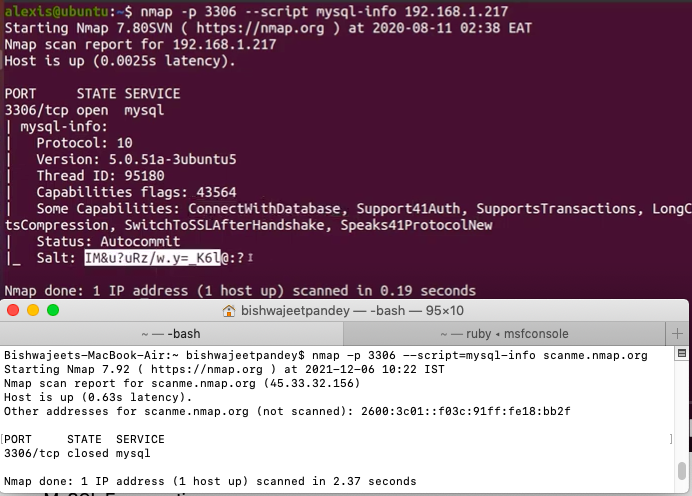 alexis@ubuntu:~$ nmap -p 3306 --script mysql-info 192.168.1.217
Starting Nmap 7.80SVN ( https://nmap.org ) at 2020-08-11 02:38 EAT
Nmap scan report for 192.168.1.217
Host is up (0.0025s latency).
PORT     STATE SERVICE
3306/tcp open  mysql
| mysql-info:
|   Protocol: 10
|   Version: 5.0.51a-3ubuntu5
|   Thread ID: 95180
|   Capabilities flags: 43564
|   Some Capabilities: ConnectWithDatabase, Support41Auth, SupportsTransactions, LongC
tsCompression, SwitchToSSLAfterHandshake, Speaks41ProtocolNew
|   Status: Autocommit
|_  Salt: IM&u?uRz/w.y=_K6l@:?
Nmap done: 1 IP address (1 host up) scanned in 0.19 seconds
bishwajeetpandey — -bash — 95×10
~ — -bash
~ — ruby ◂ msfconsole
+
Bishwajeets-MacBook-Air:~ bishwajeetpandey$ nmap -p 3306 --script=mysql-info scanme.nmap.org
Starting Nmap 7.92 ( https://nmap.org ) at 2021-12-06 10:22 IST
Nmap scan report for scanme.nmap.org (45.33.32.156)
Host is up (0.63s latency).
Other addresses for scanme.nmap.org (not scanned): 2600:3c01::f03c:91ff:fe18:bb2f
PORT     STATE  SERVICE
3306/tcp closed mysql
Nmap done: 1 IP address (1 host up) scanned in 2.37 seconds